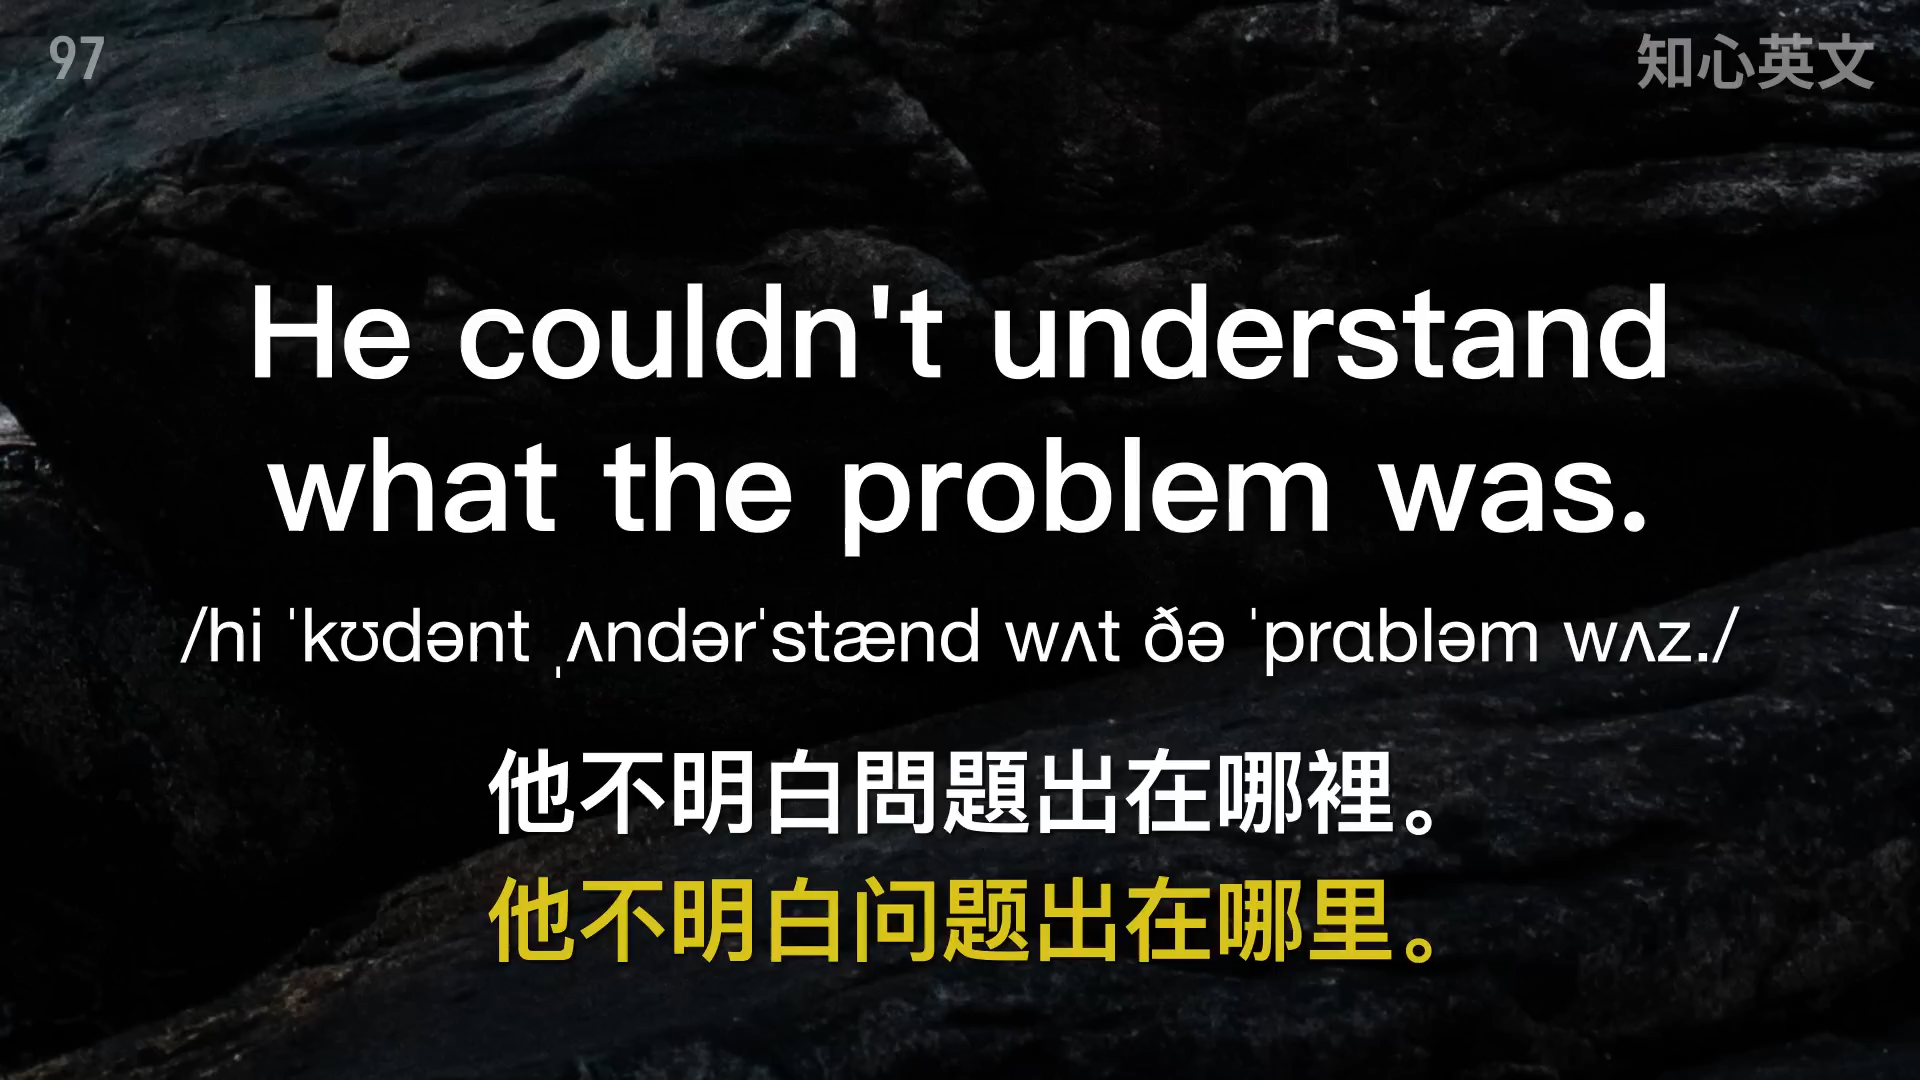 97
知心英文
He couldn't understand
what the problem was.
/hi ˈkʊdənt ˌʌndərˈstænd wʌt ðə ˈprɑbləm wʌz./
他不明白問題出在哪裡。
他不明白问题出在哪里。